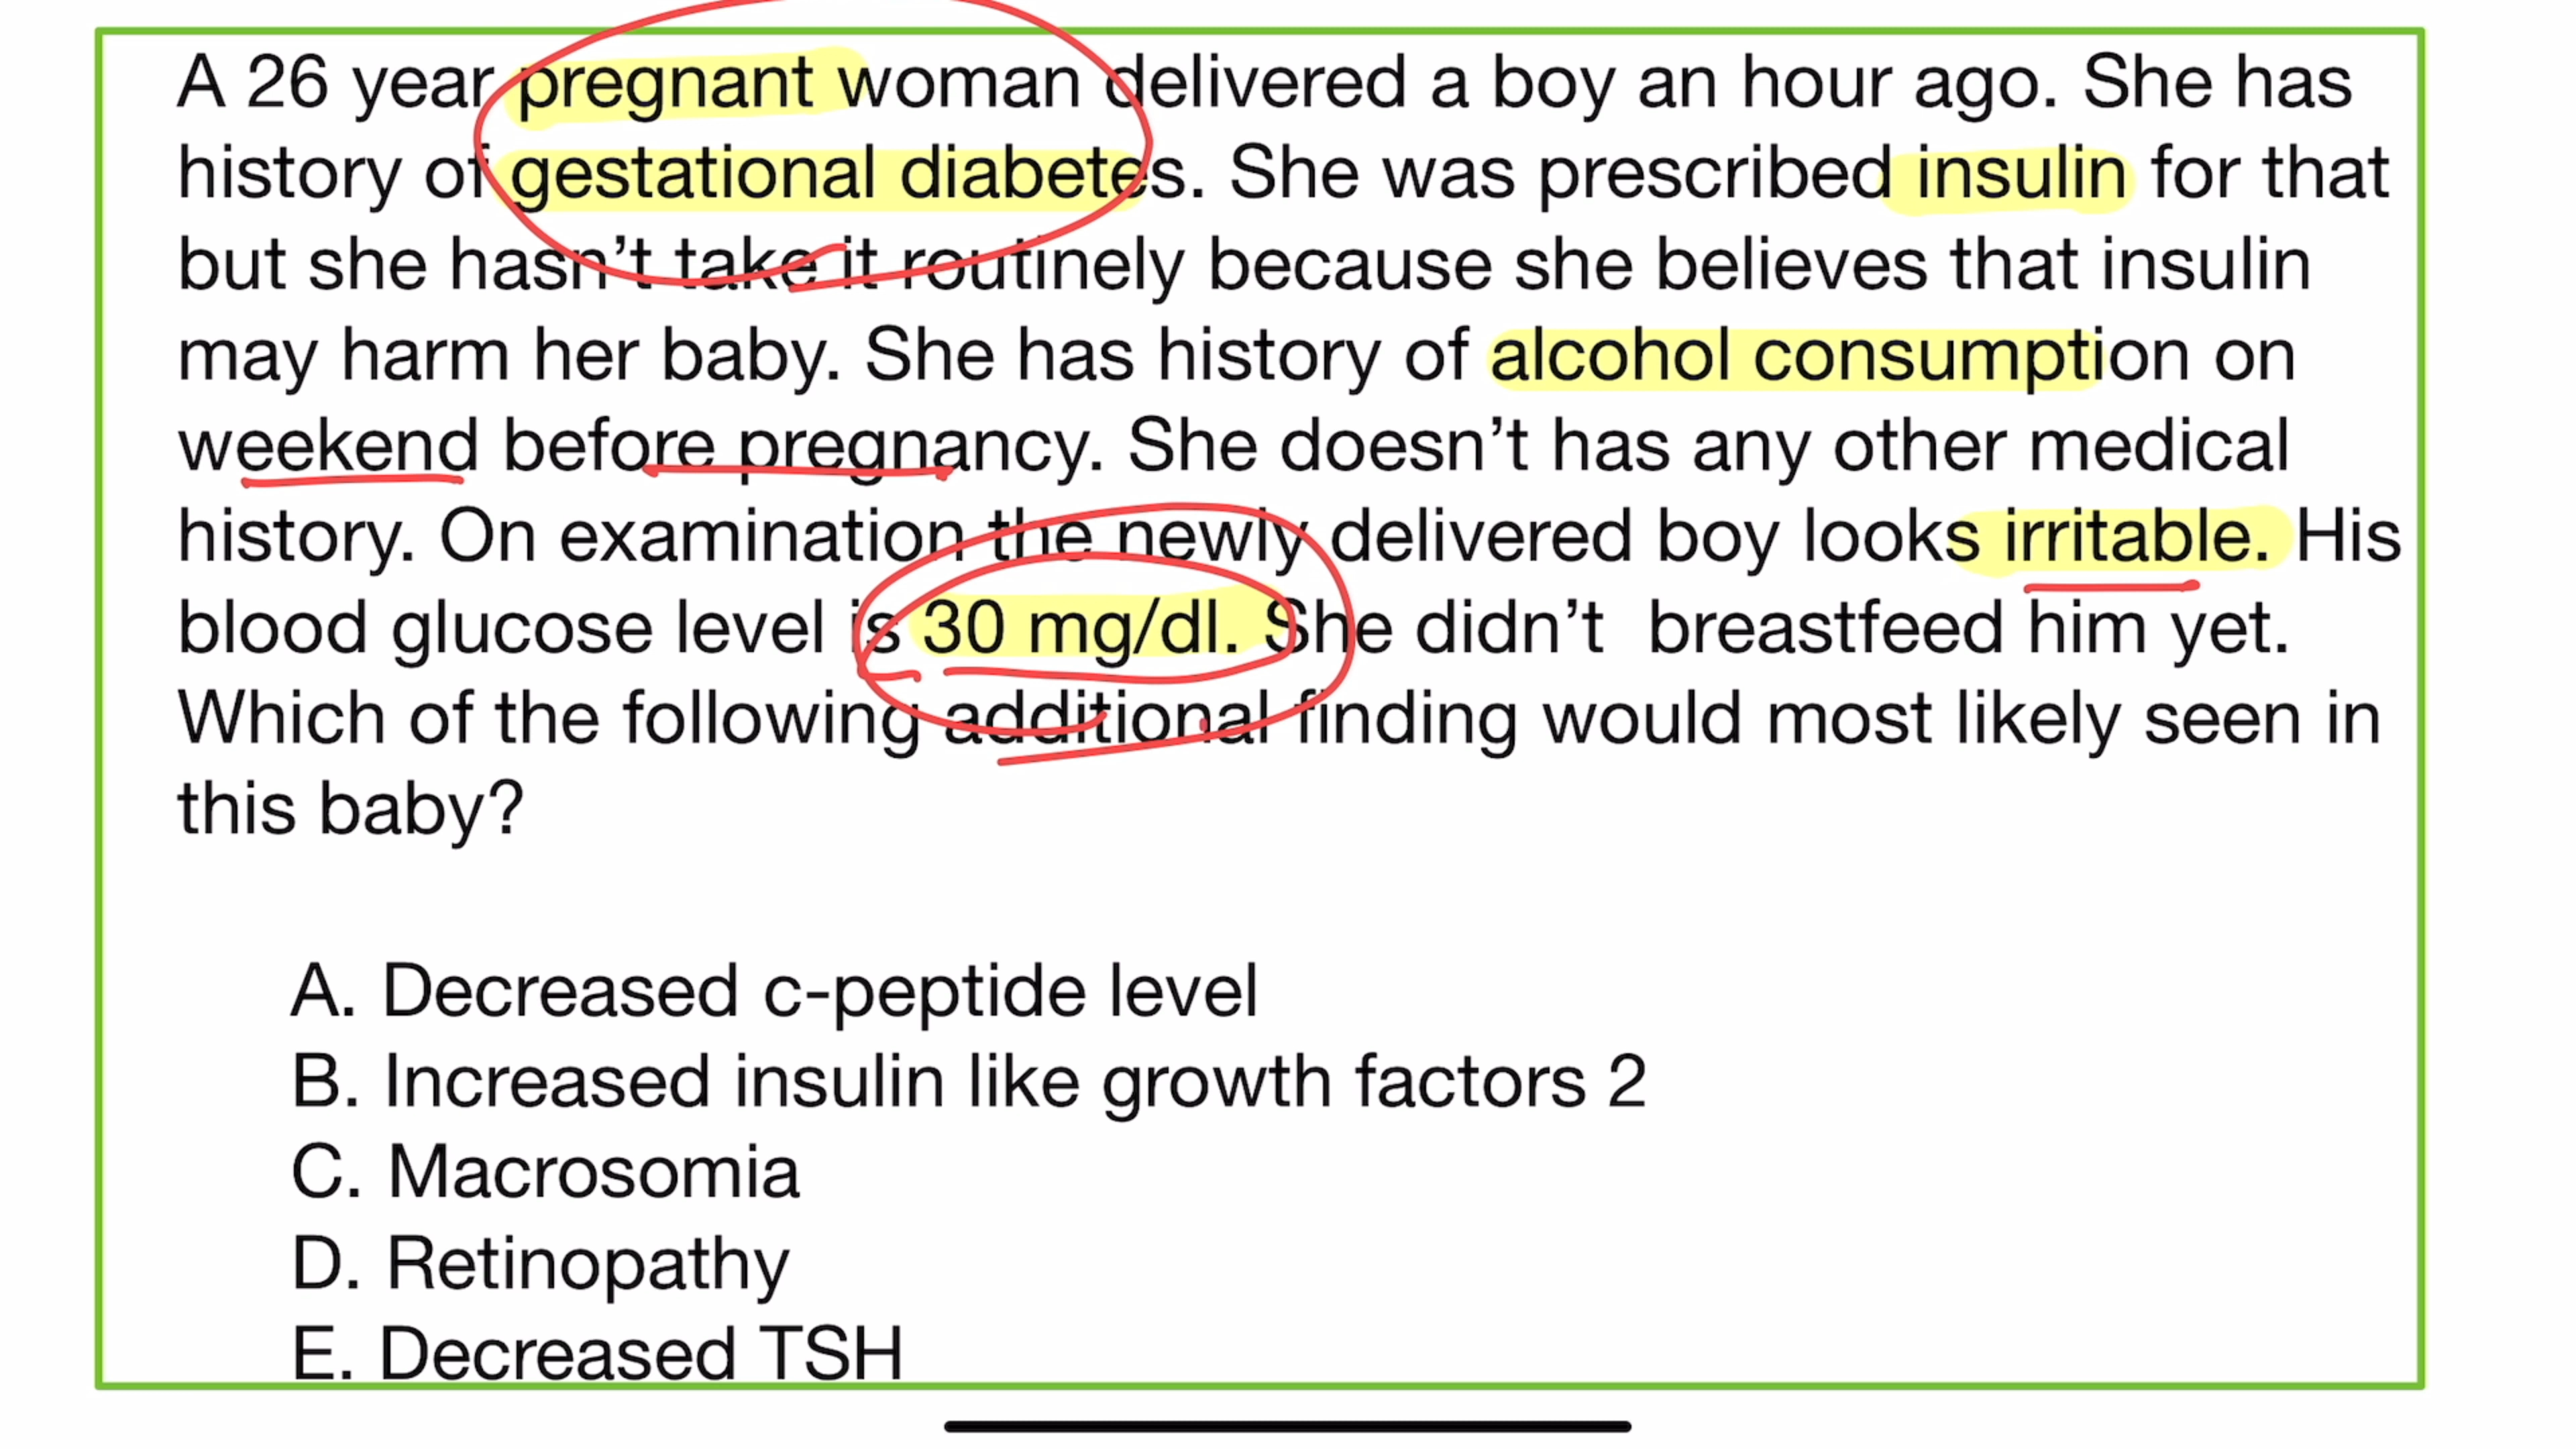 A 26 year pregnant woman delivered a boy an hour ago. She has
history of gestational diabetes. She was prescribed insulin for that
but she hasn’t take it routinely because she believes that insulin
may harm her baby. She has history of alcohol consumption on
weekend before pregnancy. She doesn’t has any other medical
history. On examination the newly delivered boy looks irritable. His
blood glucose level is 30 mg/dl. She didn’t  breastfeed him yet.
Which of the following additional finding would most likely seen in
this baby?
A. Decreased c-peptide level
B. Increased insulin like growth factors 2
C. Macrosomia
D. Retinopathy
E. Decreased TSH